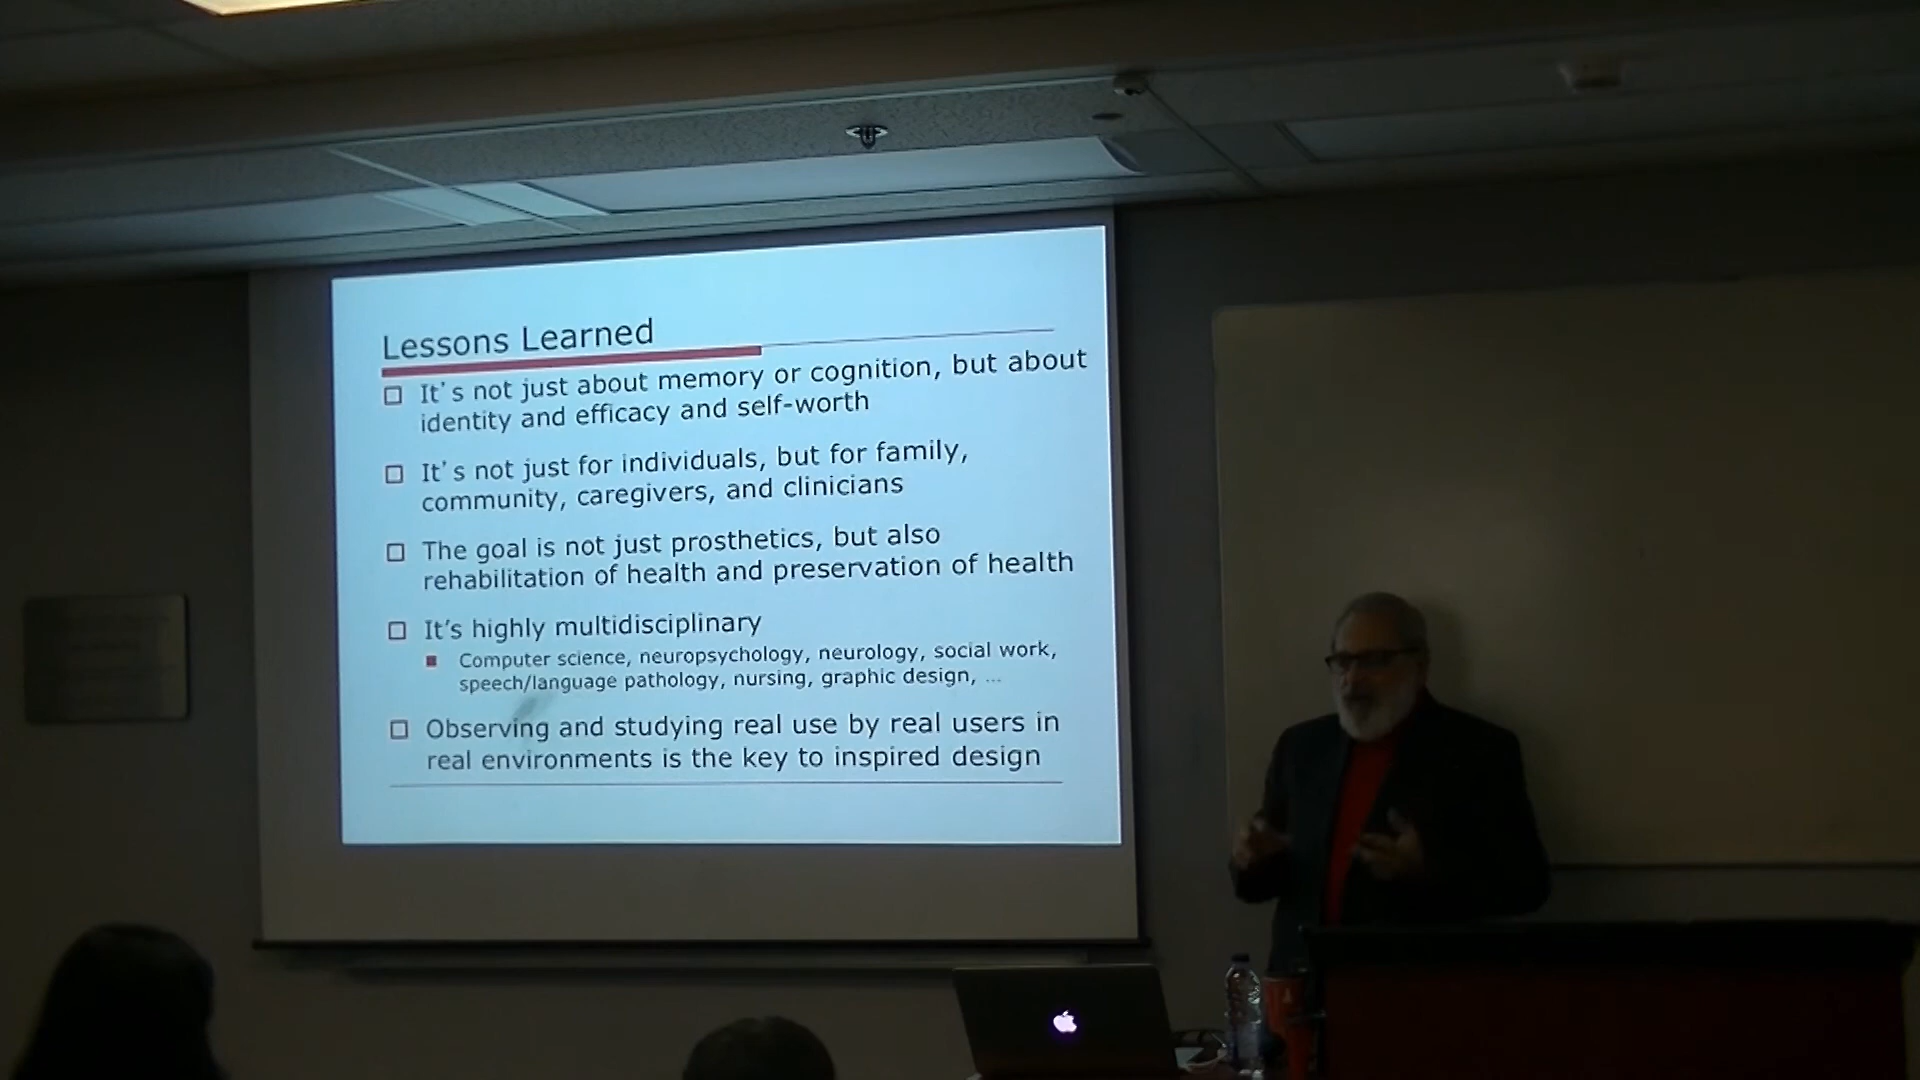 Lessons Learned
It's not just about memory or cognition, but about
identity and efficacy and self-worth
It's not just for individuals, but for family,
community, caregivers, and clinicians
The goal is not just prosthetics, but also
rehabilitation of health and preservation of health
It's highly multidisciplinary
Computer science, neuropsychology, neurology, social work,
speech/language pathology, nursing, graphic design, ...
Observing and studying real use by real users in
real environments is the key to inspired design